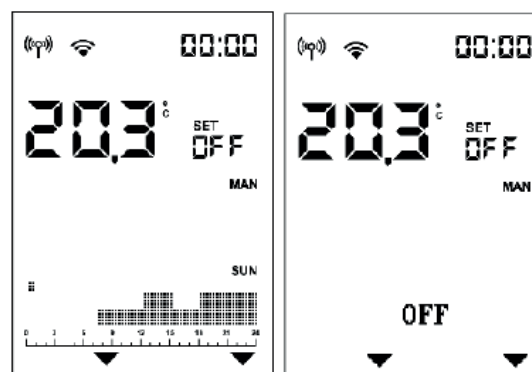 00:00
20,3 °C
SET
OFF
MAN
SUN
0 3 6 9 12 15 18 21 24
00:00
20,3 °C
SET
OFF
MAN
OFF